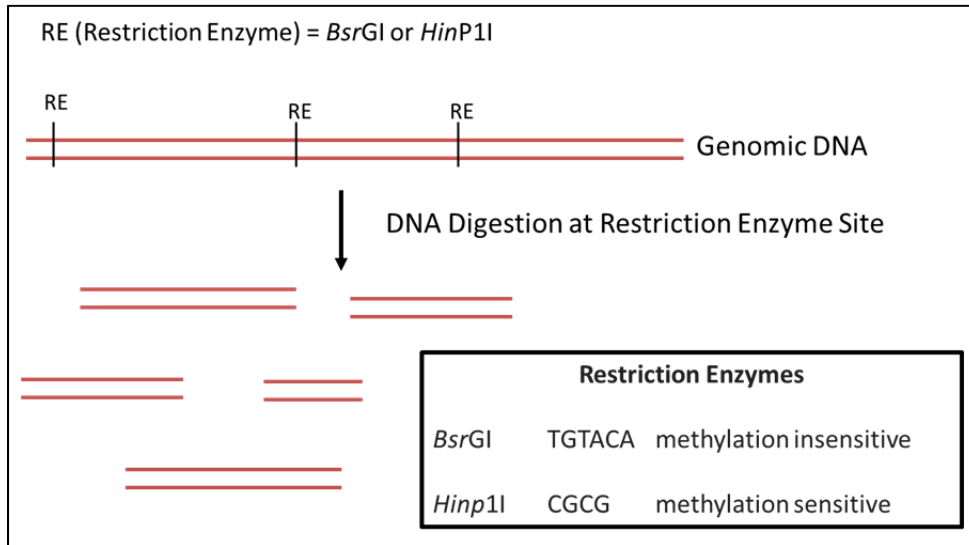 RE (Restriction Enzyme) = BsrGI or HinP1I
RE
RE
RE
Genomic DNA
DNA Digestion at Restriction Enzyme Site
Restriction Enzymes
BsrGI TGTACA methylation insensitive
Hinp1I CGCG methylation sensitive